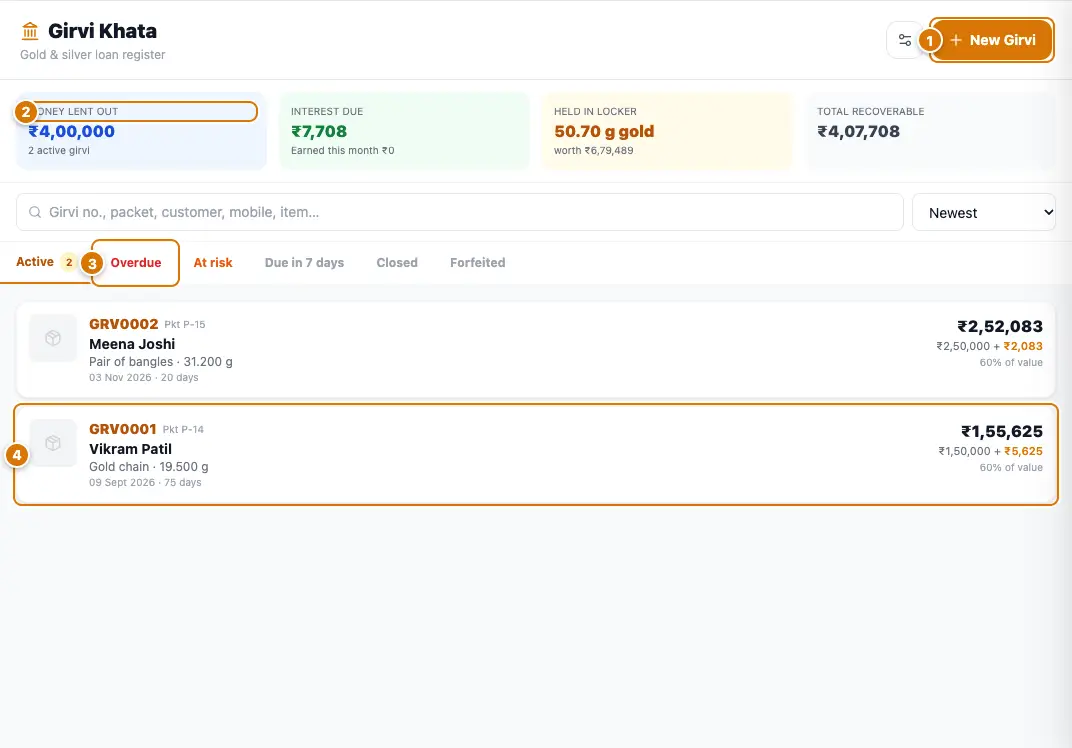 Girvi Khata
Gold & silver loan register
1
+ New Girvi
2
ONEY LENT OUT
₹4,00,000
2 active girvi
INTEREST DUE
₹7,708
Earned this month ₹0
HELD IN LOCKER
50.70 g gold
worth ₹6,79,489
TOTAL RECOVERABLE
₹4,07,708
Girvi no., packet, customer, mobile, item...
Newest
Active 2
3
Overdue
At risk
Due in 7 days
Closed
Forfeited
GRV0002 Pkt P-15
Meena Joshi
Pair of bangles · 31.200 g
03 Nov 2026 · 20 days
₹2,52,083
₹2,50,000 + ₹2,083
60% of value
4
GRV0001 Pkt P-14
Vikram Patil
Gold chain · 19.500 g
09 Sept 2026 · 75 days
₹1,55,625
₹1,50,000 + ₹5,625
60% of value